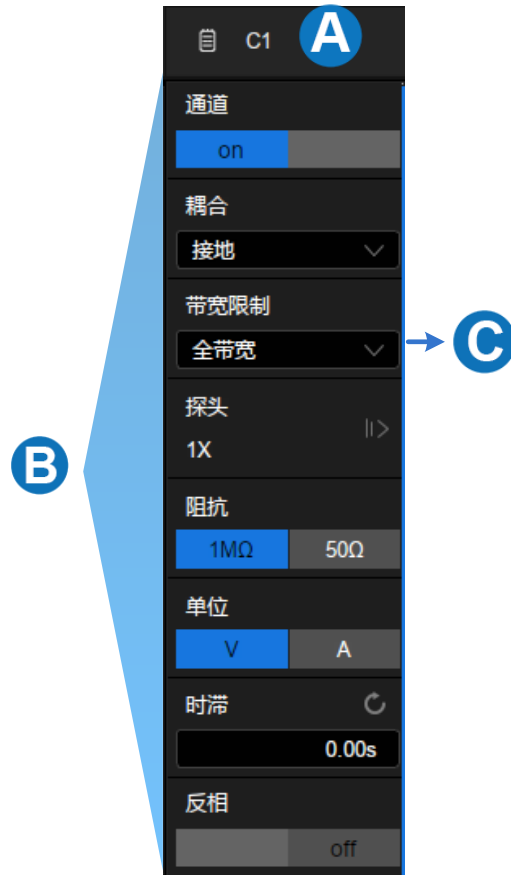 C1 A
通道
on
耦合
接地
带宽限制
全带宽
C
探头
1X
B
阻抗
1MΩ 50Ω
单位
V A
时滞
0.00s
反相
off